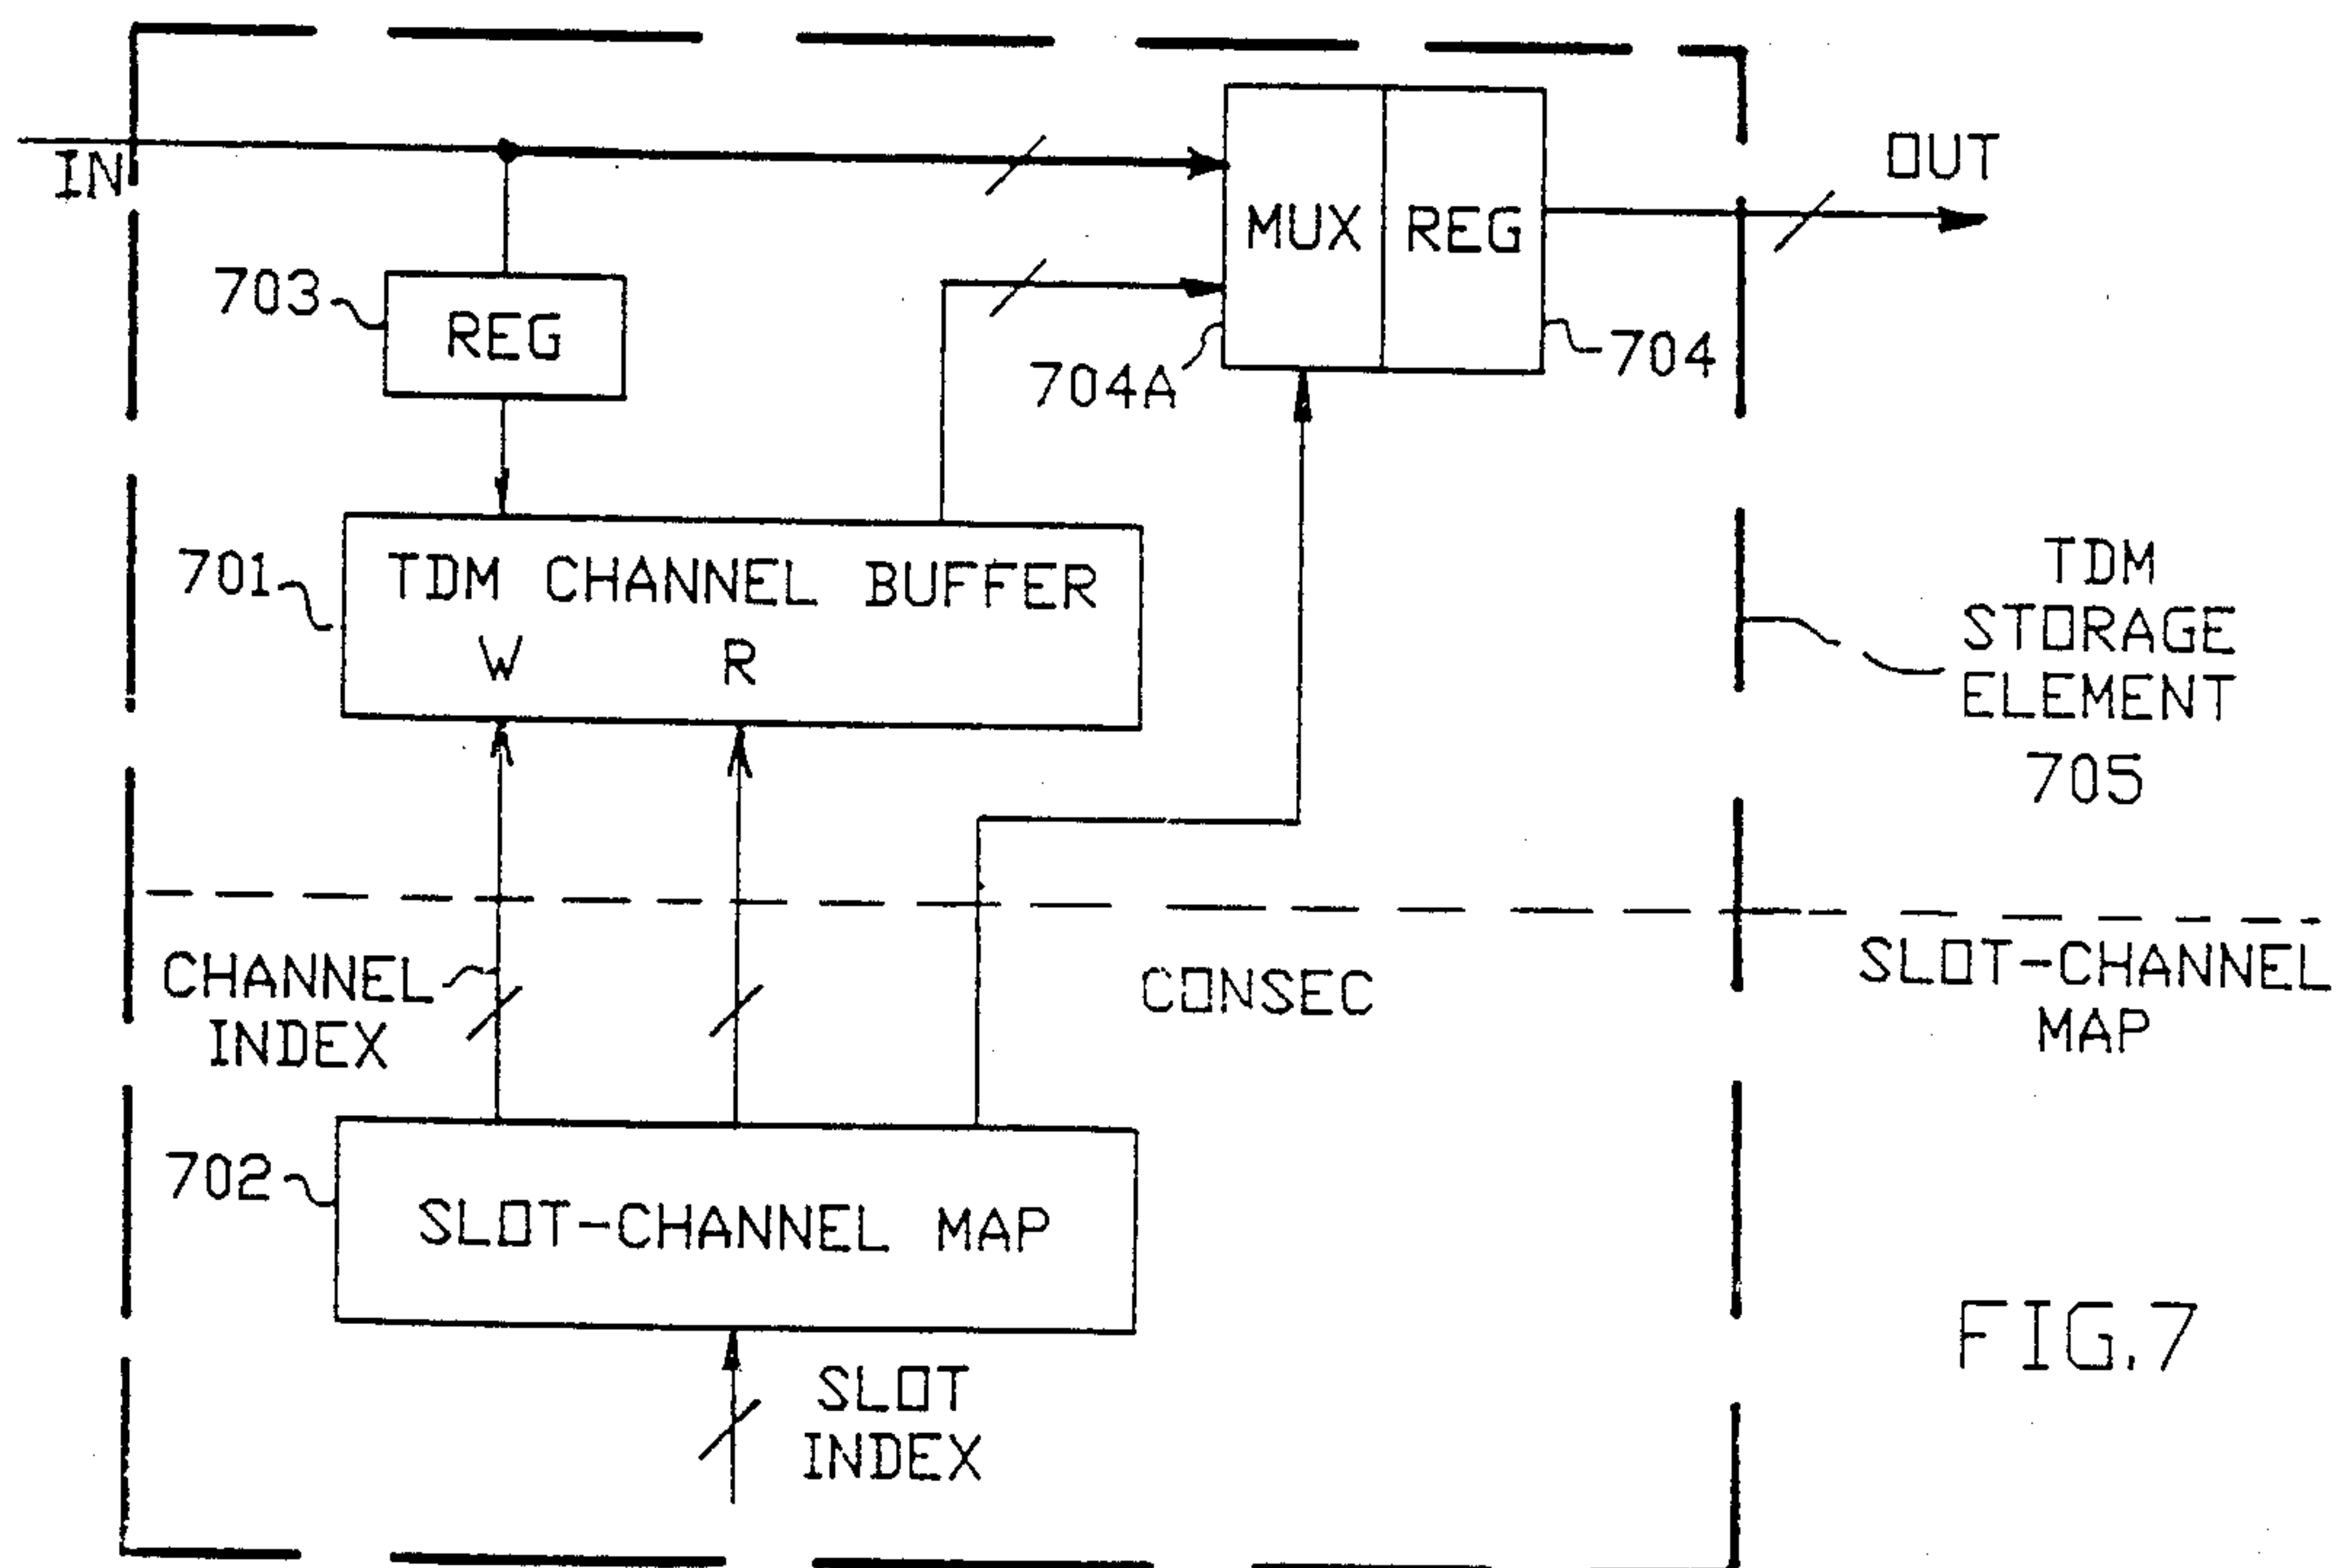 IN
OUT
MUX
REG
703
REG
704A
704
701
TDM CHANNEL BUFFER
W R
TDM
STORAGE
ELEMENT
705
CHANNEL
INDEX
CONSEC
SLOT-CHANNEL
MAP
702
SLOT-CHANNEL MAP
SLOT
INDEX
FIG.7